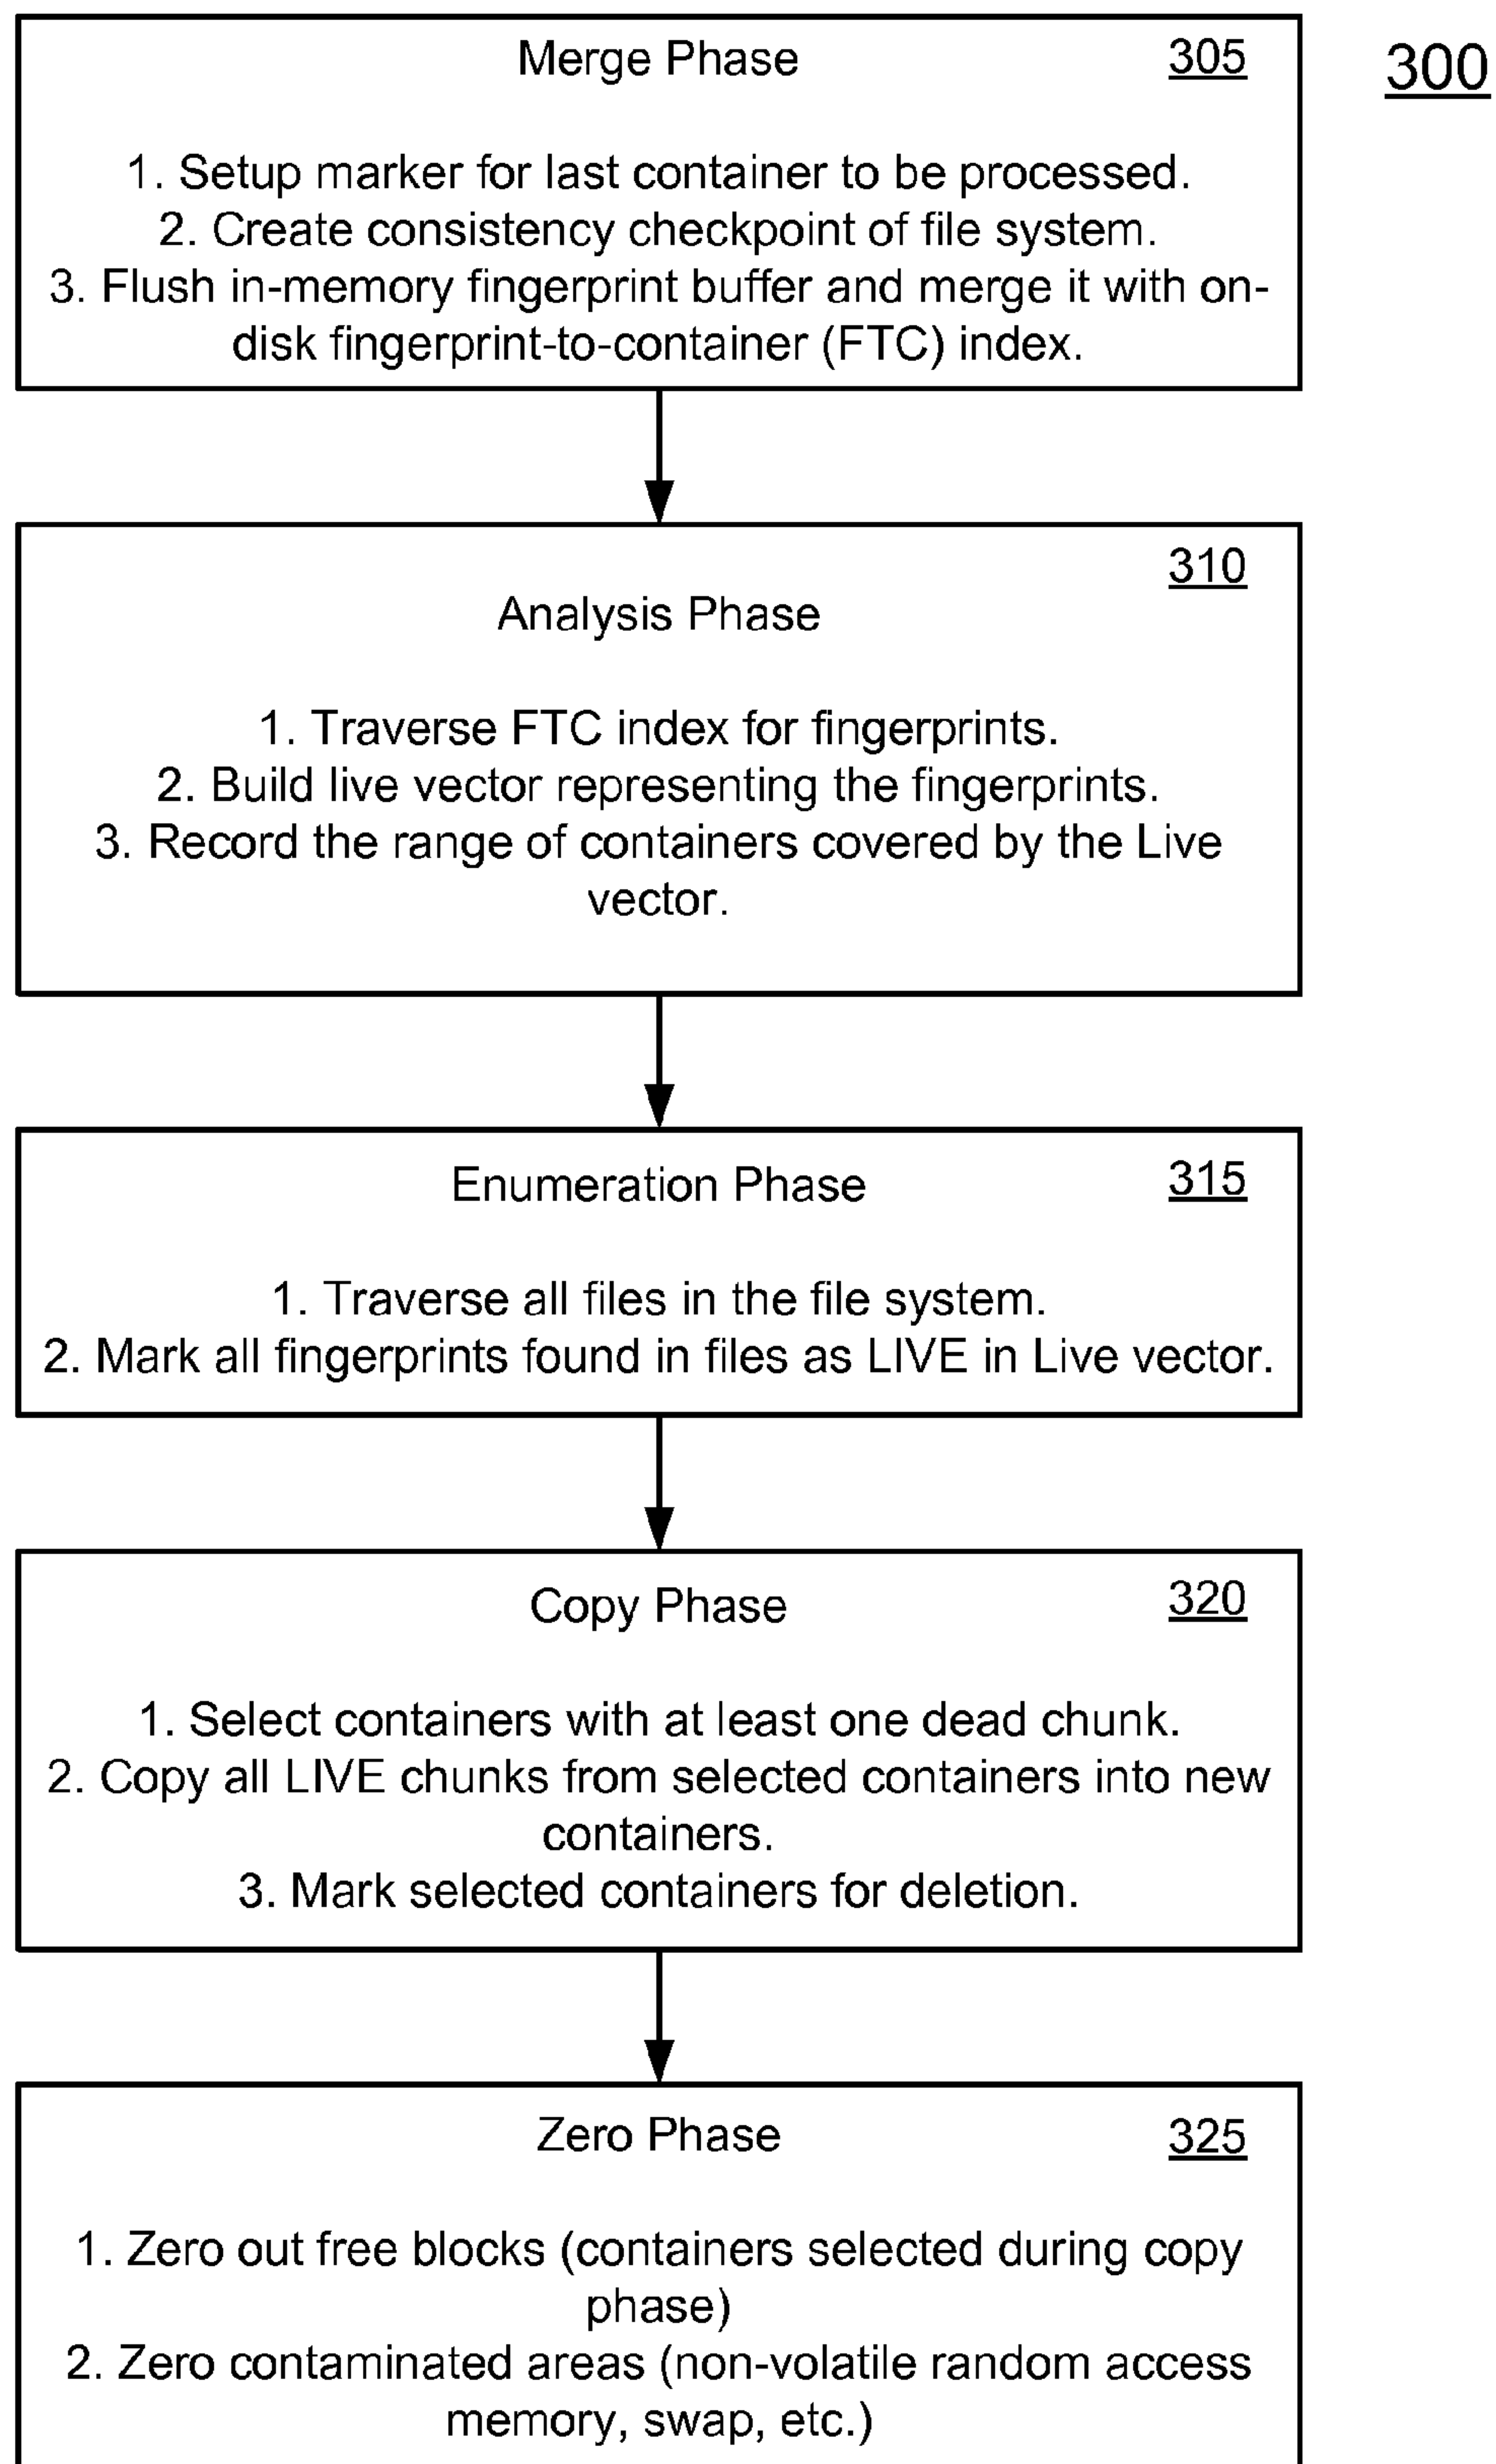 Merge Phase 305
300
1. Setup marker for last container to be processed.
2. Create consistency checkpoint of file system.
3. Flush in-memory fingerprint buffer and merge it with on-
disk fingerprint-to-container (FTC) index.
310
Analysis Phase
1. Traverse FTC index for fingerprints.
2. Build live vector representing the fingerprints.
3. Record the range of containers covered by the Live
vector.
Enumeration Phase 315
1. Traverse all files in the file system.
2. Mark all fingerprints found in files as LIVE in Live vector.
Copy Phase 320
1. Select containers with at least one dead chunk.
2. Copy all LIVE chunks from selected containers into new
containers.
3. Mark selected containers for deletion.
Zero Phase 325
1. Zero out free blocks (containers selected during copy
phase)
2. Zero contaminated areas (non-volatile random access
memory, swap, etc.)